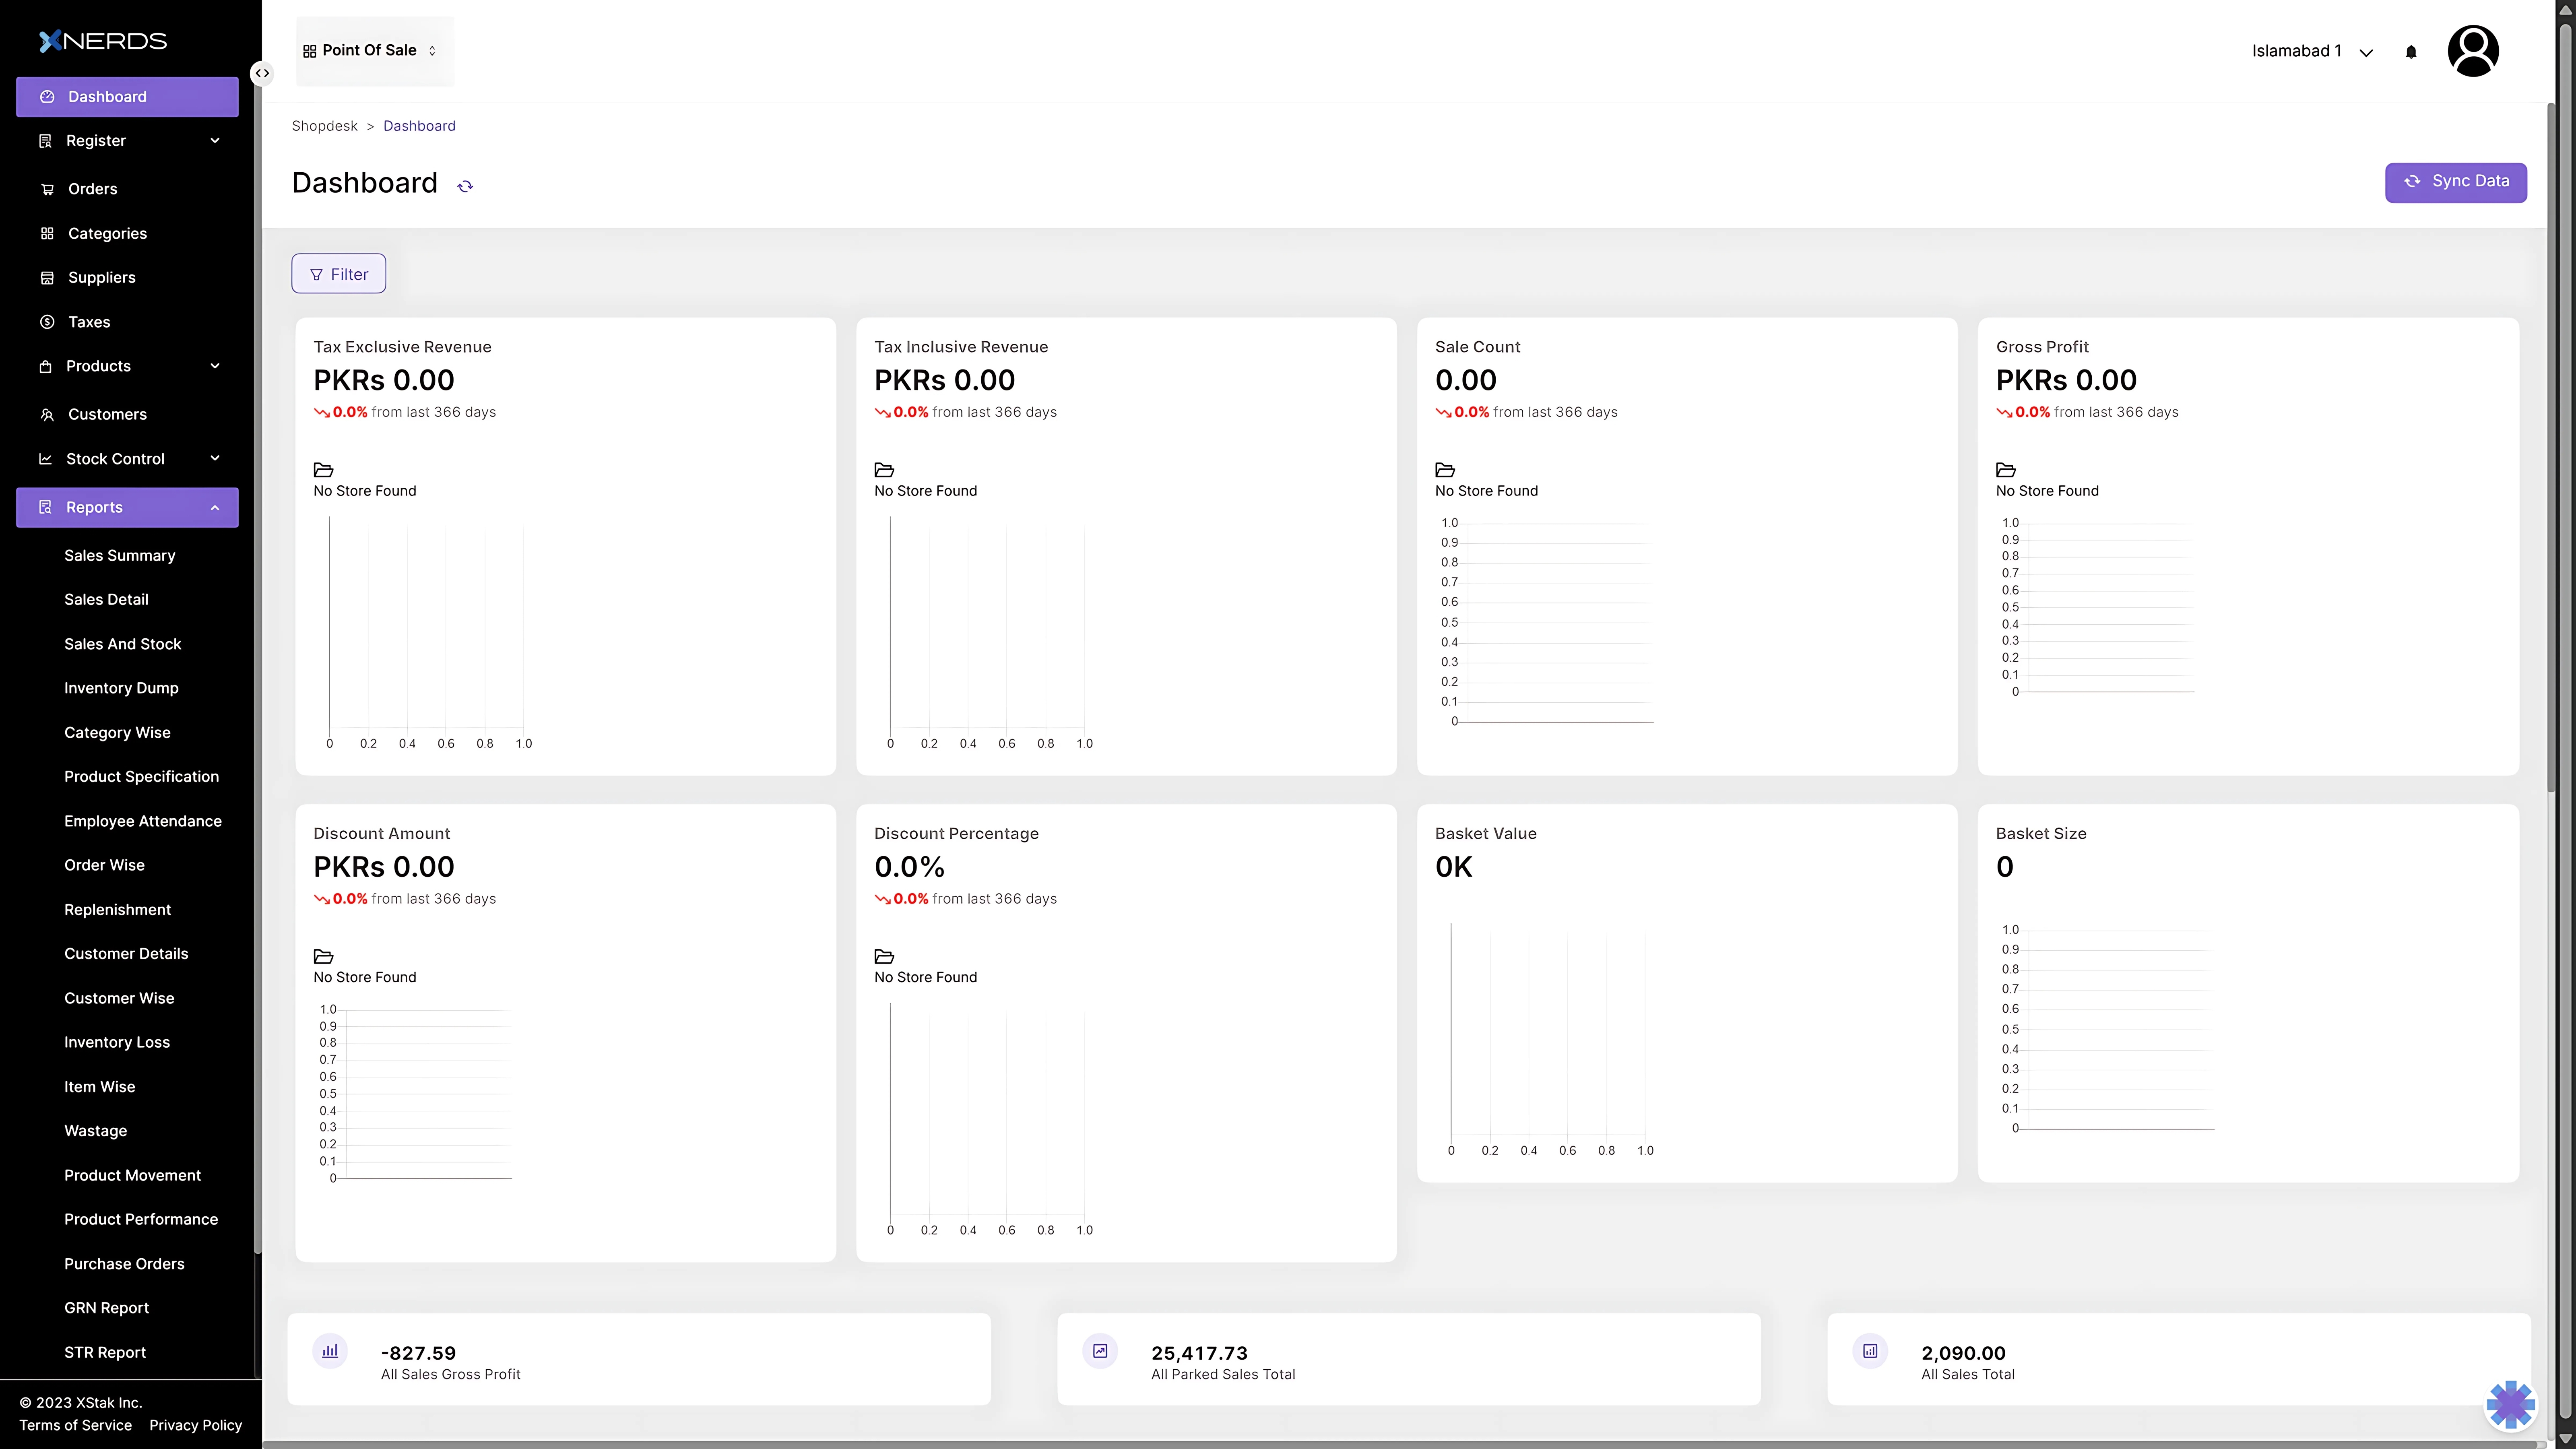 XNERDS
Dashboard
Register
Orders
Categories
Suppliers
Taxes
Products
Customers
Stock Control
Reports
Sales Summary
Sales Detail
Sales And Stock
Inventory Dump
Category Wise
Product Specification
Employee Attendance
Order Wise
Replenishment
Customer Details
Customer Wise
Inventory Loss
Item Wise
Wastage
Product Movement
Product Performance
Purchase Orders
GRN Report
STR Report
© 2023 XStak Inc.
Terms of Service Privacy Policy
Point Of Sale
Islamabad 1
Shopdesk > Dashboard
Dashboard
Sync Data
Filter
Tax Exclusive Revenue
PKRs 0.00
0.0% from last 366 days
No Store Found
0 0.2 0.4 0.6 0.8 1.0
Tax Inclusive Revenue
PKRs 0.00
0.0% from last 366 days
No Store Found
0 0.2 0.4 0.6 0.8 1.0
Sale Count
0.00
0.0% from last 366 days
No Store Found
1.0
0.9
0.8
0.7
0.6
0.5
0.4
0.3
0.2
0.1
0
Gross Profit
PKRs 0.00
0.0% from last 366 days
No Store Found
1.0
0.9
0.8
0.7
0.6
0.5
0.4
0.3
0.2
0.1
0
Discount Amount
PKRs 0.00
0.0% from last 366 days
No Store Found
1.0
0.9
0.8
0.7
0.6
0.5
0.4
0.3
0.2
0.1
0
Discount Percentage
0.0%
0.0% from last 366 days
No Store Found
0 0.2 0.4 0.6 0.8 1.0
Basket Value
0K
0 0.2 0.4 0.6 0.8 1.0
Basket Size
0
1.0
0.9
0.8
0.7
0.6
0.5
0.4
0.3
0.2
0.1
0
-827.59
All Sales Gross Profit
25,417.73
All Parked Sales Total
2,090.00
All Sales Total